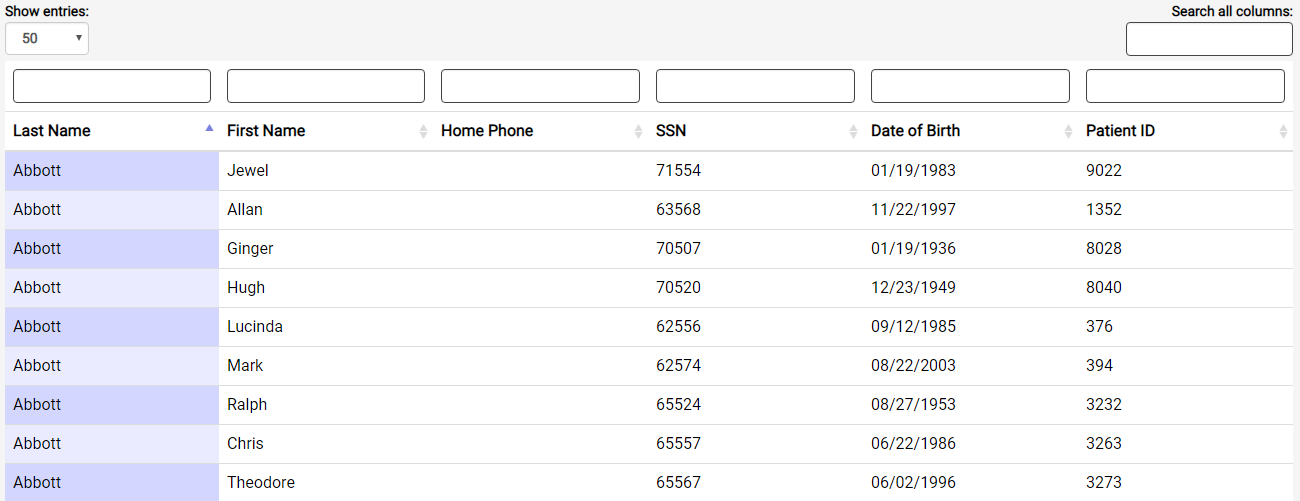 Show entries: Search all columns:
50
Last Name First Name Home Phone SSN Date of Birth Patient ID
Abbott Jewel 71554 01/19/1983 9022
Abbott Allan 63568 11/22/1997 1352
Abbott Ginger 70507 01/19/1936 8028
Abbott Hugh 70520 12/23/1949 8040
Abbott Lucinda 62556 09/12/1985 376
Abbott Mark 62574 08/22/2003 394
Abbott Ralph 65524 08/27/1953 3232
Abbott Chris 65557 06/22/1986 3263
Abbott Theodore 65567 06/02/1996 3273